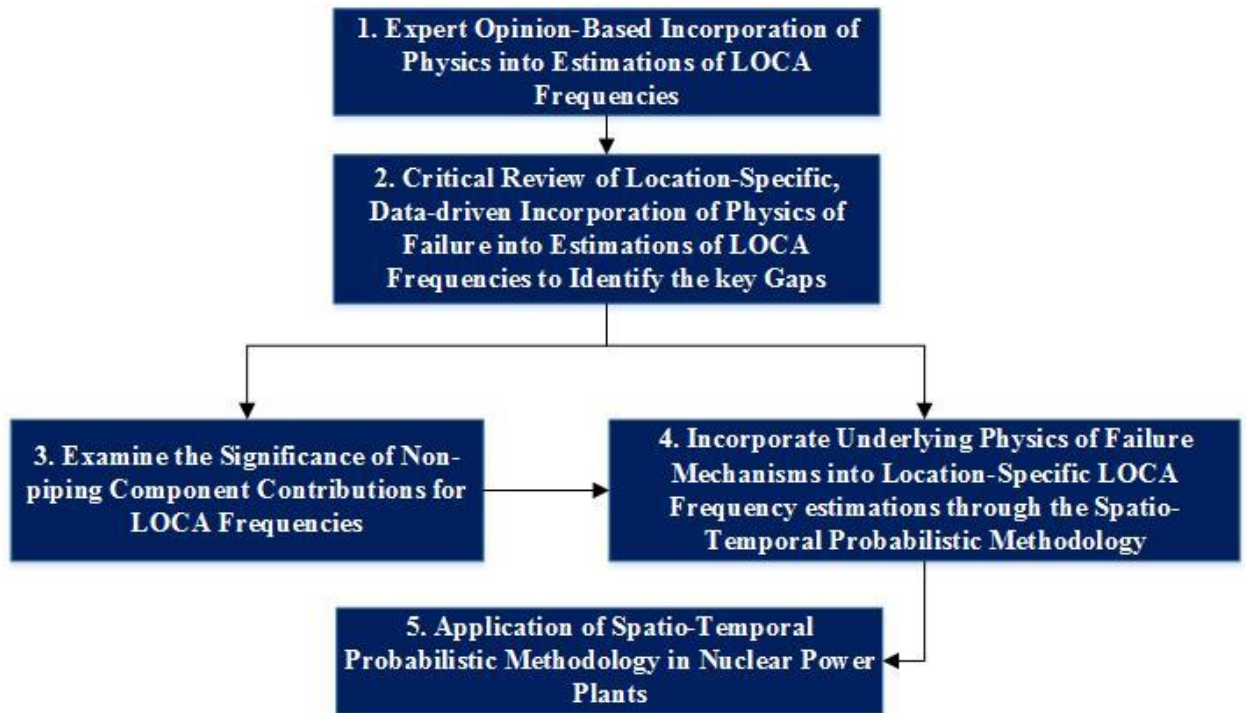 1. Expert Opinion-Based Incorporation of
Physics into Estimations of LOCA
Frequencies
2. Critical Review of Location-Specific,
Data-driven Incorporation of Physics of
Failure into Estimations of LOCA
Frequencies to Identify the key Gaps
3. Examine the Significance of Non-
piping Component Contributions for
LOCA Frequencies
4. Incorporate Underlying Physics of Failure
Mechanisms into Location-Specific LOCA
Frequency estimations through the Spatio-
Temporal Probabilistic Methodology
5. Application of Spatio-Temporal
Probabilistic Methodology in Nuclear Power
Plants